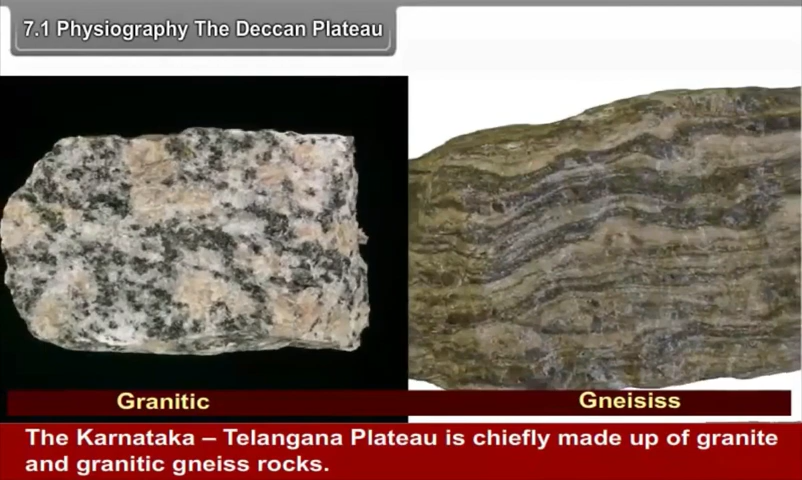 7.1 Physiography The Deccan Plateau
Granitic
Gneisiss
The Karnataka – Telangana Plateau is chiefly made up of granite
and granitic gneiss rocks.